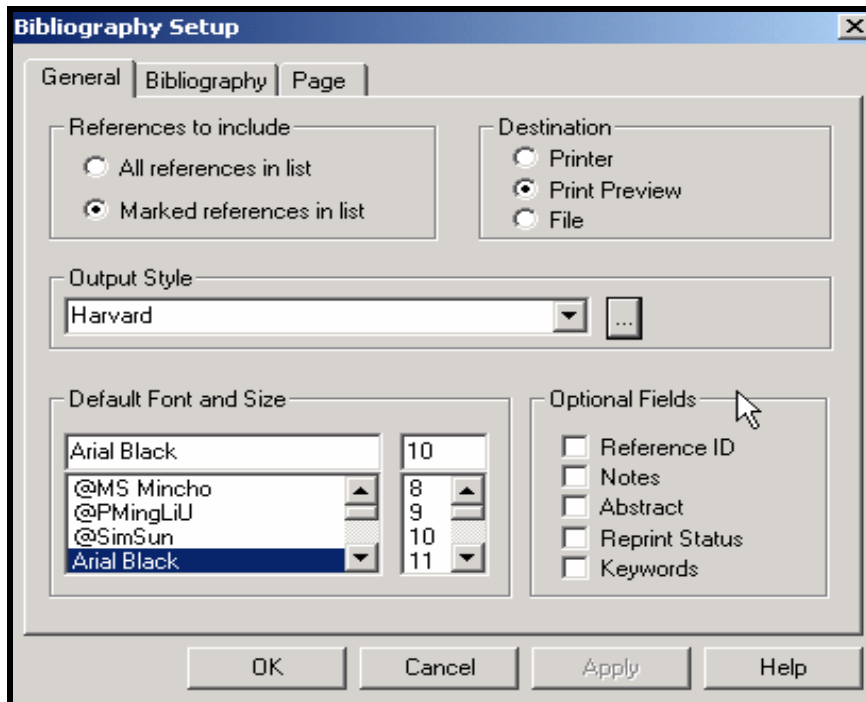 Bibliography Setup
General Bibliography Page
References to include
All references in list
Marked references in list
Destination
Printer
Print Preview
File
Output Style
Harvard ...
Default Font and Size
Arial Black 10
@MS Mincho 8
@PMingLiU 9
@SimSun 10
Arial Black 11
Optional Fields
Reference ID
Notes
Abstract
Reprint Status
Keywords
OK Cancel Apply Help